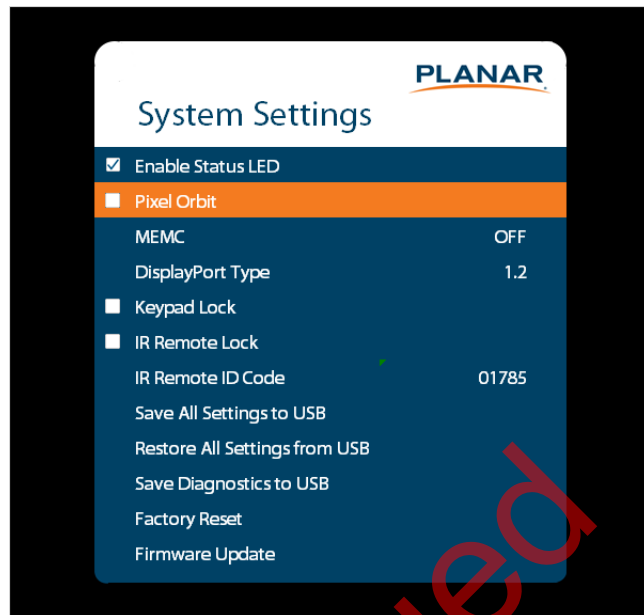 PLANAR
System Settings
Enable Status LED
Pixel Orbit
MEMC OFF
DisplayPort Type 1.2
Keypad Lock
IR Remote Lock
IR Remote ID Code 01785
Save All Settings to USB
Restore All Settings from USB
Save Diagnostics to USB
Factory Reset
Firmware Update